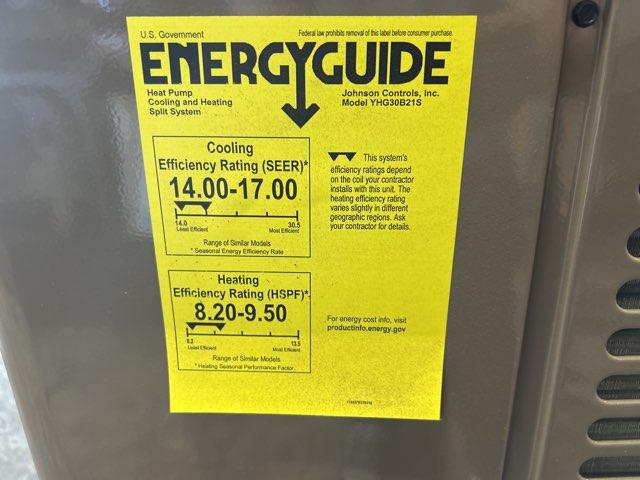 U.S. Government
Federal law prohibits removal of this label before consumer purchase.
ENERGYGUIDE
Heat Pump
Cooling and Heating
Split System
Johnson Controls, Inc.
Model YHG30B21S
Cooling
Efficiency Rating (SEER)*
14.00-17.00
14.0 30.5
Least Efficient Most Efficient
Range of Similar Models
* Seasonal Energy Efficiency Rate
This system's
efficiency ratings depend
on the coil your contractor
installs with this unit. The
heating efficiency rating
varies slightly in different
geographic regions. Ask
your contractor for details.
Heating
Efficiency Rating (HSPF)*
8.20-9.50
8.2 13.5
Least Efficient Most Efficient
Range of Similar Models
* Heating Seasonal Performance Factor
For energy cost info, visit
productinfo.energy.gov